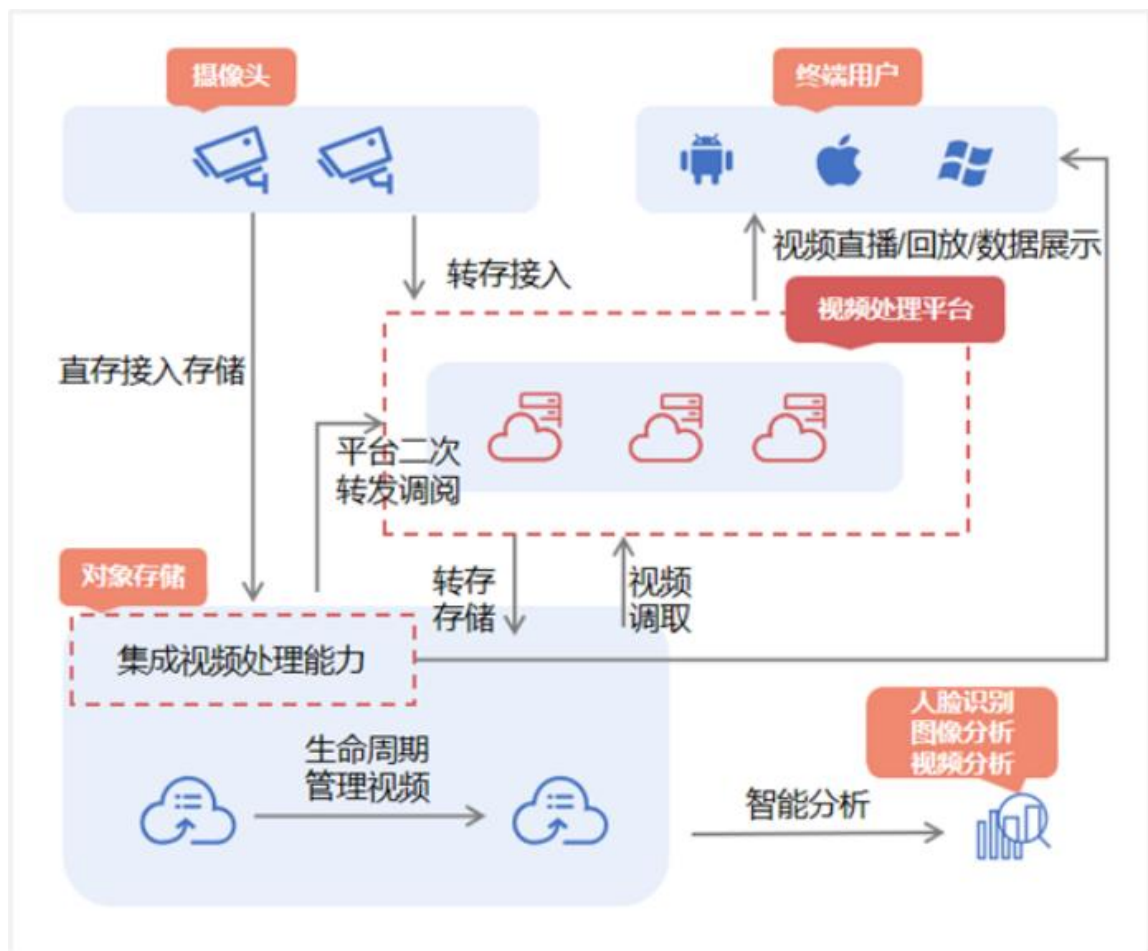 摄像头
终端用户
视频直播/回放/数据展示
转存接入
视频处理平台
直存接入存储
平台二次
转发调阅
对象存储
转存
存储
视频
调取
集成视频处理能力
人脸识别
图像分析
视频分析
生命周期
管理视频
智能分析